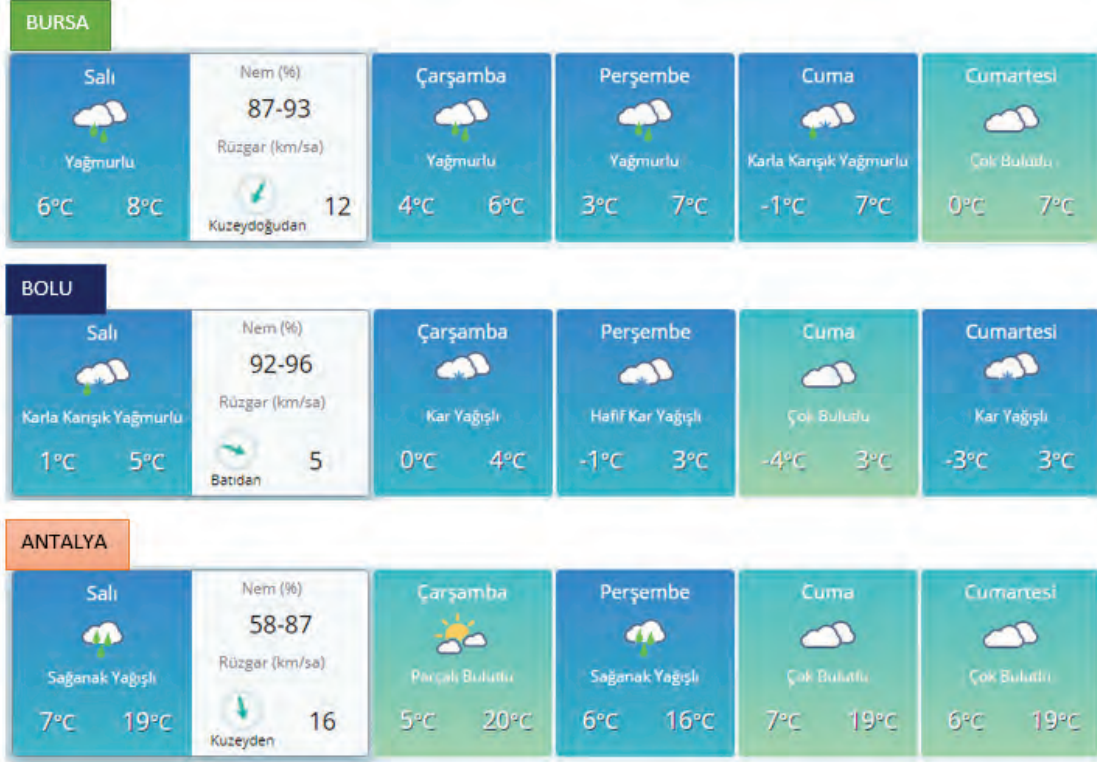 BURSA
Salı
Yağmurlu
6°C 8°C
Nem (%)
87-93
Rüzgar (km/sa)
12
Kuzeydoğudan
Çarşamba
Yağmurlu
4°C 6°C
Perşembe
Yağmurlu
3°C 7°C
Cuma
Karla Karışık Yağmurlu
-1°C 7°C
Cumartesi
Çok Bulutlu
0°C 7°C
BOLU
Salı
Karla Karışık Yağmurlu
1°C 5°C
Nem (%)
92-96
Rüzgar (km/sa)
5
Batıdan
Çarşamba
Kar Yağışlı
0°C 4°C
Perşembe
Hafif Kar Yağışlı
-1°C 3°C
Cuma
Çok Bulutlu
-4°C 3°C
Cumartesi
Kar Yağışlı
-3°C 3°C
ANTALYA
Salı
Sağanak Yağışlı
7°C 19°C
Nem (%)
58-87
Rüzgar (km/sa)
16
Kuzeyden
Çarşamba
Parçalı Bulutlu
5°C 20°C
Perşembe
Sağanak Yağışlı
6°C 16°C
Cuma
Çok Bulutlu
7°C 19°C
Cumartesi
Çok Bulutlu
6°C 19°C